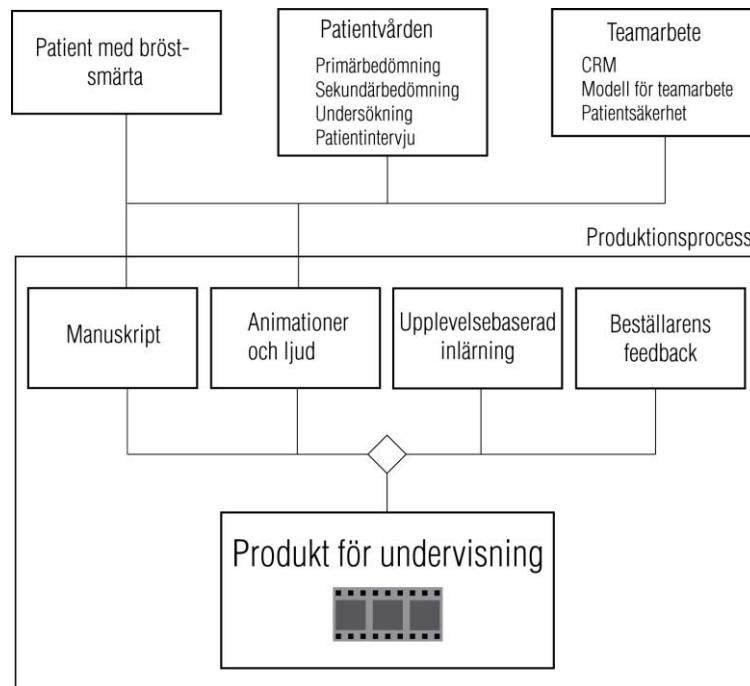 Patient med bröst-
smärta
Patientvården
Primärbedömning
Sekundärbedömning
Undersökning
Patientintervju
Teamarbete
CRM
Modell för teamarbete
Patientsäkerhet
Produktionsprocess
Manuskript
Animationer
och ljud
Upplevelsebaserad
inlärning
Beställarens
feedback
Produkt för undervisning